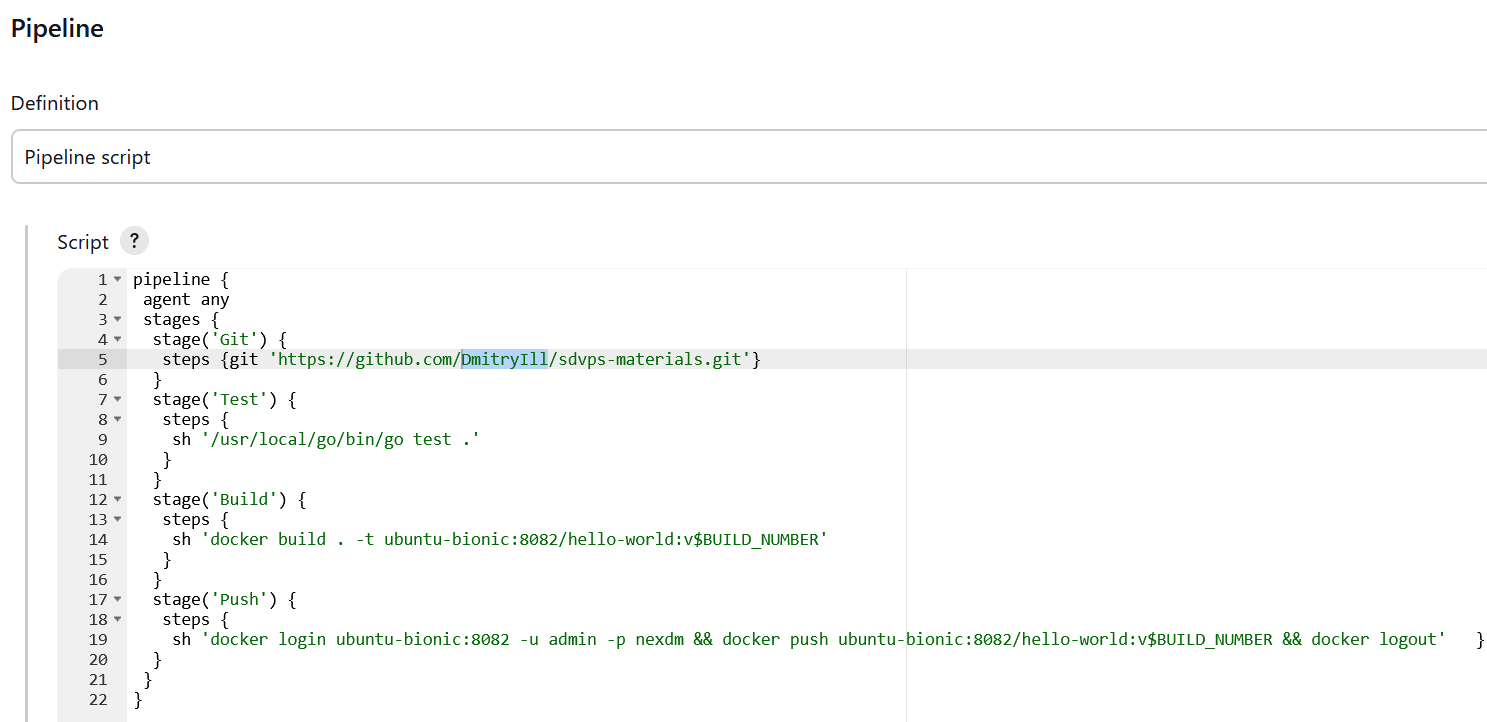 Pipeline
Definition
Pipeline script
Script ?
1 pipeline {
2 agent any
3 stages {
4 stage('Git') {
5 steps {git 'https://github.com/DmitryIll/sdvps-materials.git'}
6 }
7 stage('Test') {
8 steps {
9 sh '/usr/local/go/bin/go test .'
10 }
11 }
12 stage('Build') {
13 steps {
14 sh 'docker build . -t ubuntu-bionic:8082/hello-world:v$BUILD_NUMBER'
15 }
16 }
17 stage('Push') {
18 steps {
19 sh 'docker login ubuntu-bionic:8082 -u admin -p nexdm && docker push ubuntu-bionic:8082/hello-world:v$BUILD_NUMBER && docker logout' }
20 }
21 }
22 }